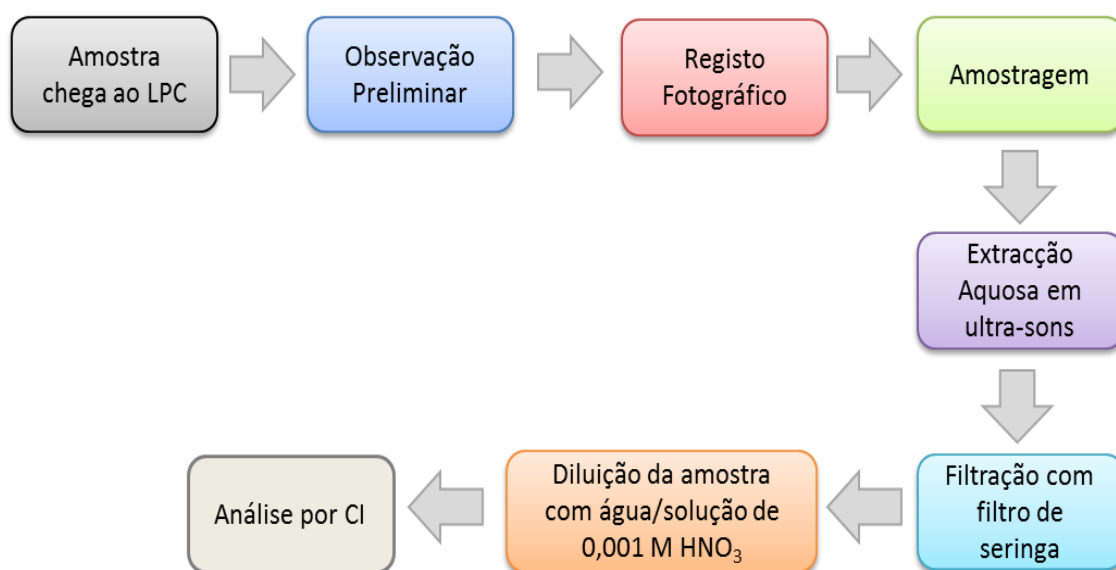 Amostra
chega ao LPC
Observação
Preliminar
Registo
Fotográfico
Amostragem
Extracção
Aquosa em
ultra-sons
Filtração com
filtro de
seringa
Diluição da amostra
com água/solução de
0,001 M HNO₃
Análise por CI